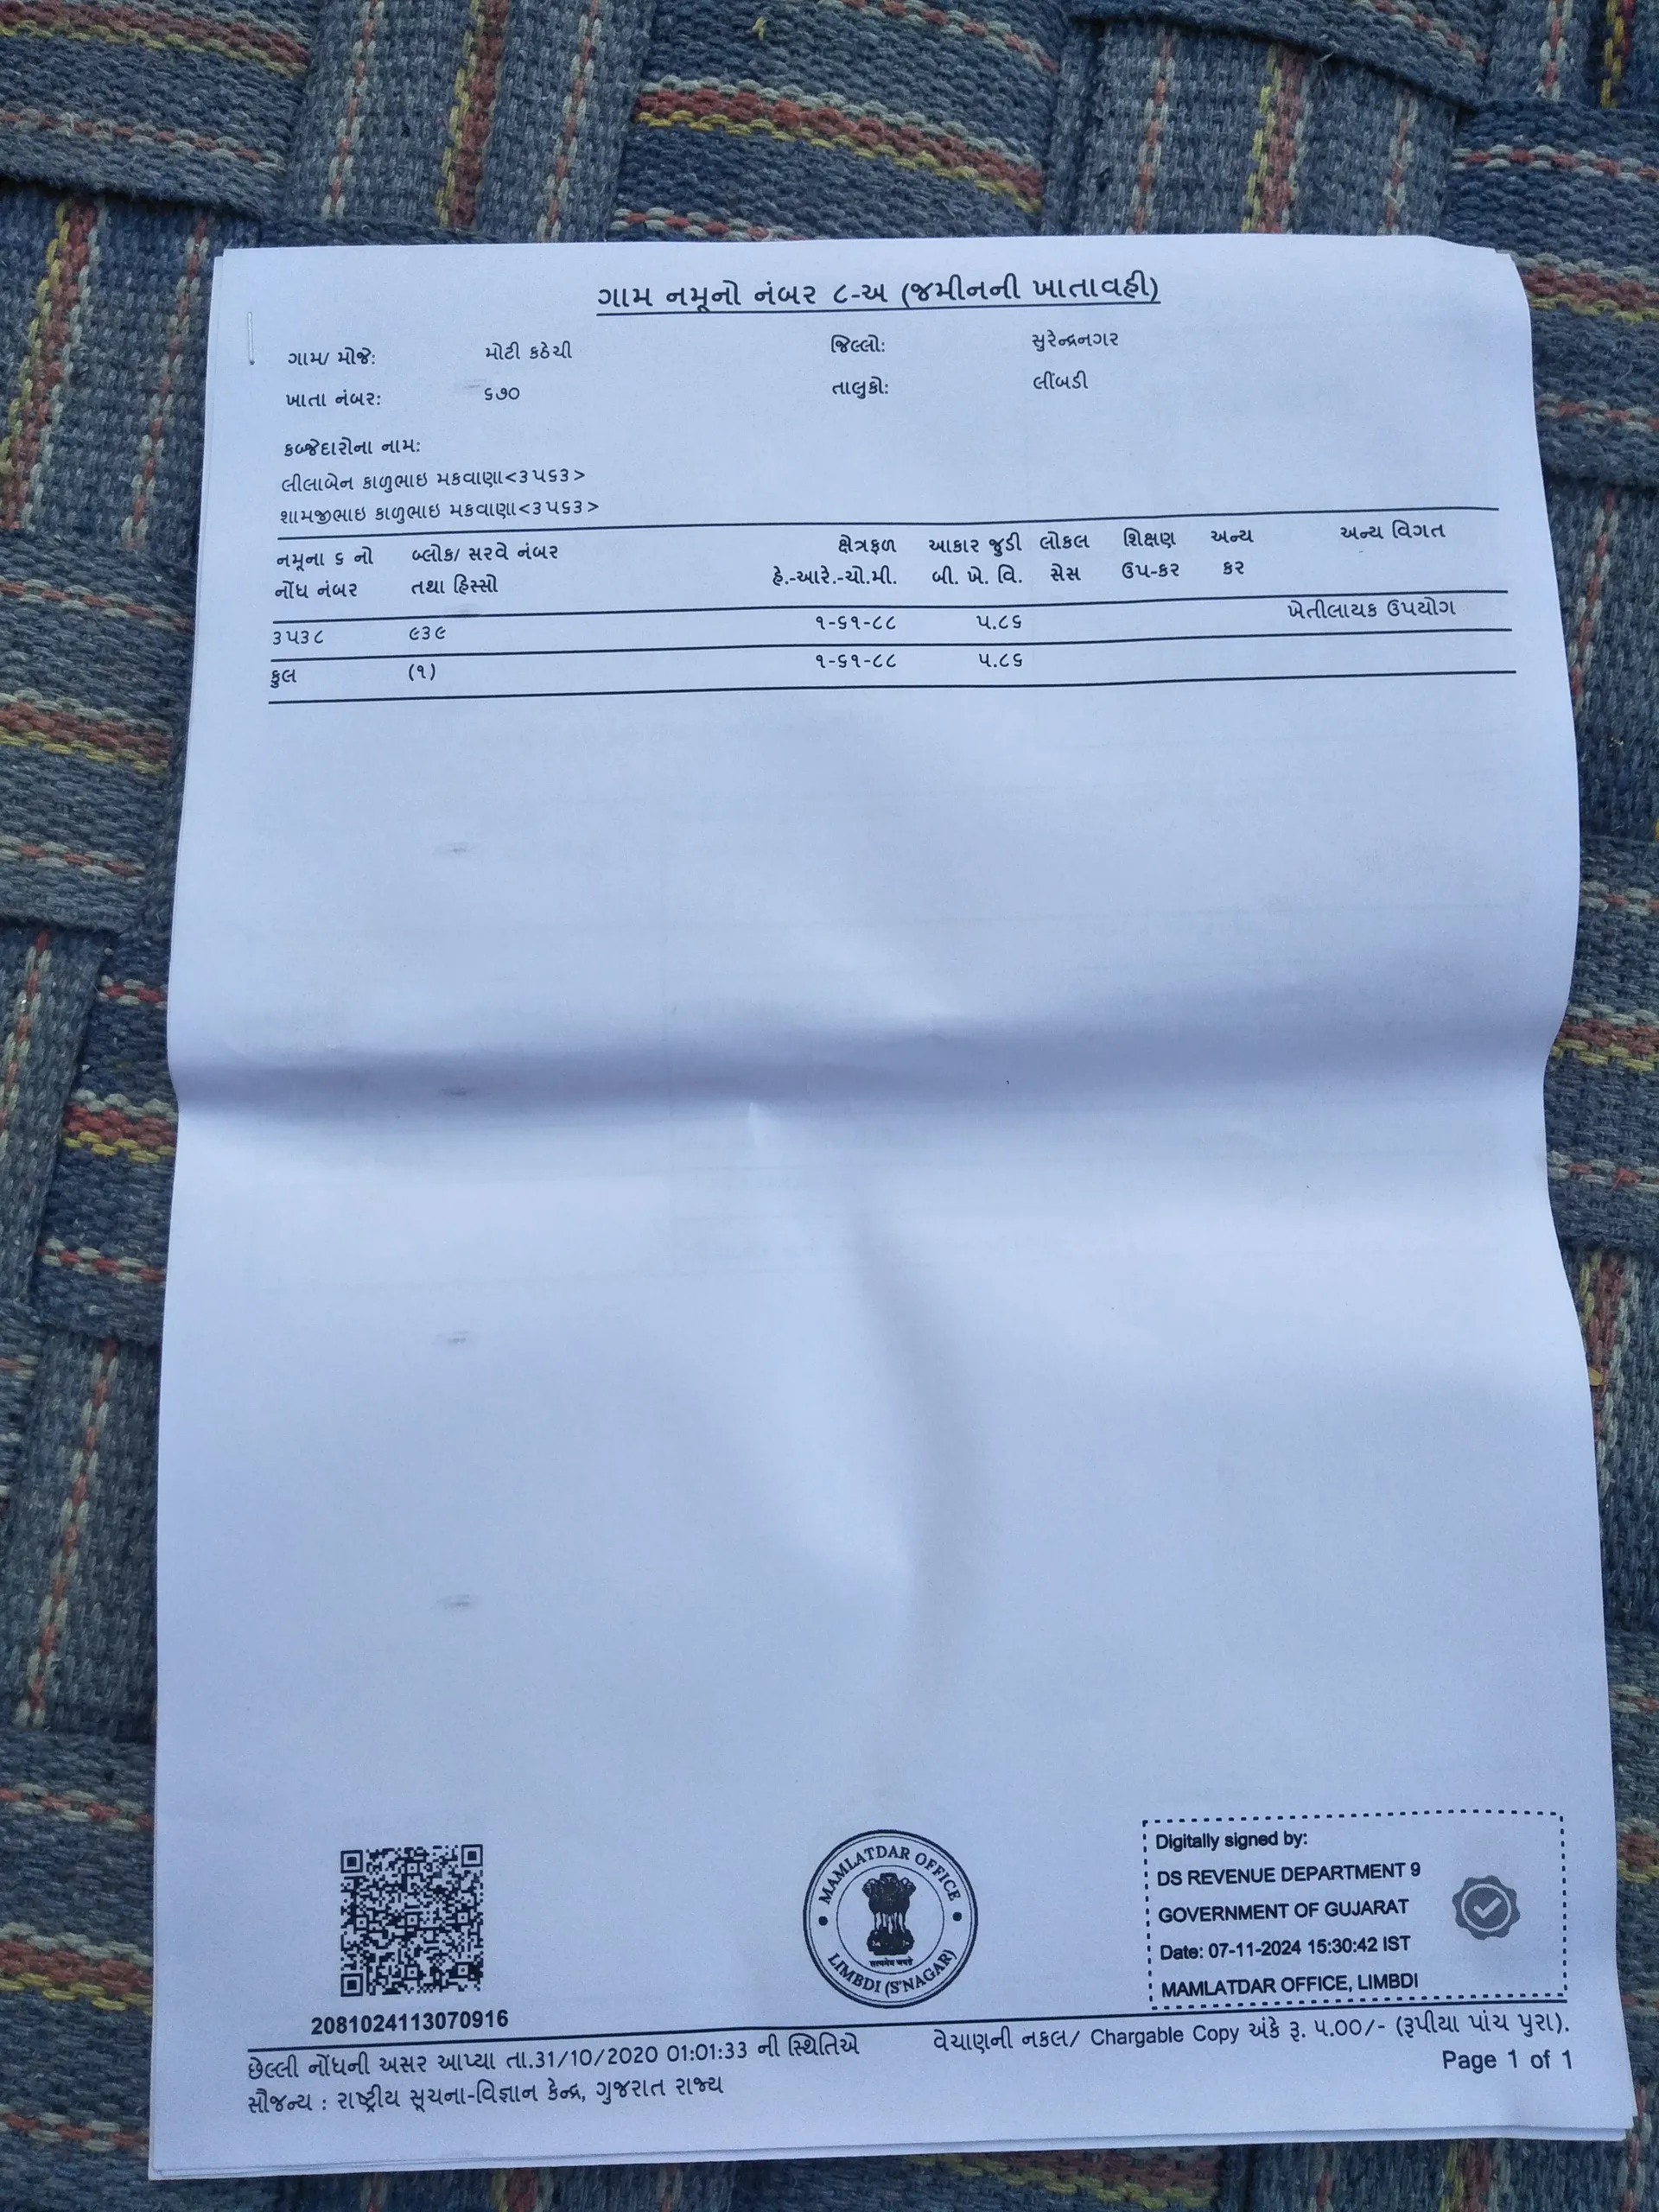 ગામ નમૂનો નંબર ૮-અ (જમીનની ખાતાવહી)
ગામ/ મોજે: મોટી કઠેચી જિલ્લો: સુરેન્દ્રનગર
ખાતા નંબર: ૬૭૦ તાલુકો: લીંબડી
કબ્જેદારોના નામ:
લીલાબેન કાળુભાઇ મકવાણા<૩૫૬૩>
શામજીભાઇ કાળુભાઇ મકવાણા<૩૫૬૩>
નમૂના ૬ નો બ્લોક/ સરવે નંબર ક્ષેત્રફળ આકાર જુડી લોકલ શિક્ષણ અન્ય અન્ય વિગત
નોંધ નંબર તથા હિસ્સો હે.-આરે.-ચો.મી. બી. ખે. વિ. સેસ ઉપ-કર કર
૩૫૩૮ ૯૩૯ ૧-૬૧-૮૮ ૫.૮૬ ખેતીલાયક ઉપયોગ
કુલ (૧) ૧-૬૧-૮૮ ૫.૮૬
MAMLATDAR OFFICE
सत्यमेव जयते
LIMBDI (S'NAGAR)
Digitally signed by:
DS REVENUE DEPARTMENT 9
GOVERNMENT OF GUJARAT
Date: 07-11-2024 15:30:42 IST
MAMLATDAR OFFICE, LIMBDI
2081024113070916
છેલ્લી નોંધની અસર આપ્યા તા.31/10/2020 01:01:33 ની સ્થિતિએ વેચાણની નકલ/ Chargable Copy અંકે રૂ. ૫.00/- (રૂપીયા પાંચ પુરા).
સૌજન્ય : રાષ્ટ્રીય સૂચના-વિજ્ઞાન કેન્દ્ર, ગુજરાત રાજ્ય Page 1 of 1